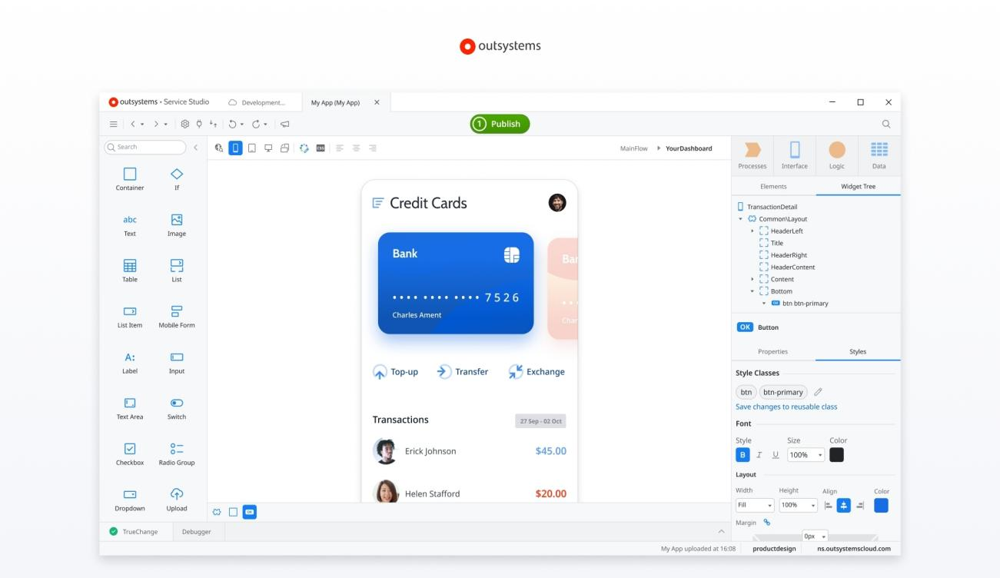 outsystems
outsystems • Service Studio
Development...
My App (My App)
1 Publish
Search
MainFlow
YourDashboard
Processes
Interface
Logic
Data
Container
If
abc
Text
Image
Table
List
List Item
Mobile Form
A:
Label
Input
Text Area
Switch
Checkbox
Radio Group
Dropdown
Upload
CSS
Credit Cards
Bank
•••• •••• •••• 7526
Charles Ament
Ban
Char
Top-up
Transfer
Exchange
Transactions
27 Sep - 02 Oct
Erick Johnson
$45.00
Helen Stafford
$20.00
OK
Elements
Widget Tree
TransactionDetail
Common\Layout
HeaderLeft
Title
HeaderRight
HeaderContent
Content
Bottom
OK btn btn-primary
OK Button
Properties
Styles
Style Classes
btn
btn-primary
Save changes to reusable class
Font
Style
Size
Color
B I U
100%
Layout
Width
Height
Align
Color
Fill
100%
Margin
0px
TrueChange
Debugger
My App uploaded at 16:08
productdesign
ns.outsystemscloud.com